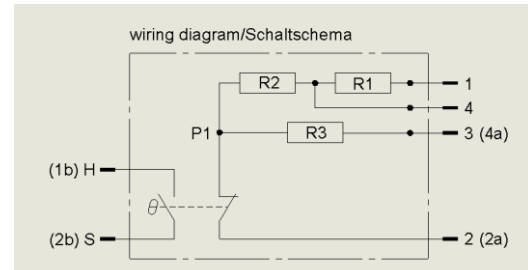 wiring diagram/Schaltschema
R2 R1 1
4
P1 R3 3 (4a)
(1b) H
θ
(2b) S 2 (2a)